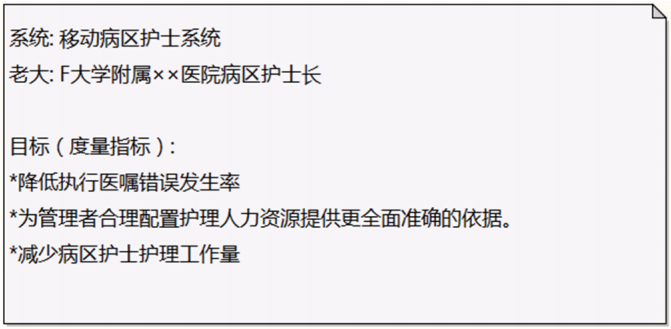 系统: 移动病区护士系统
老大: F大学附属××医院病区护士长
目标（度量指标）:
*降低执行医嘱错误发生率
*为管理者合理配置护理人力资源提供更全面准确的依据。
*减少病区护士护理工作量